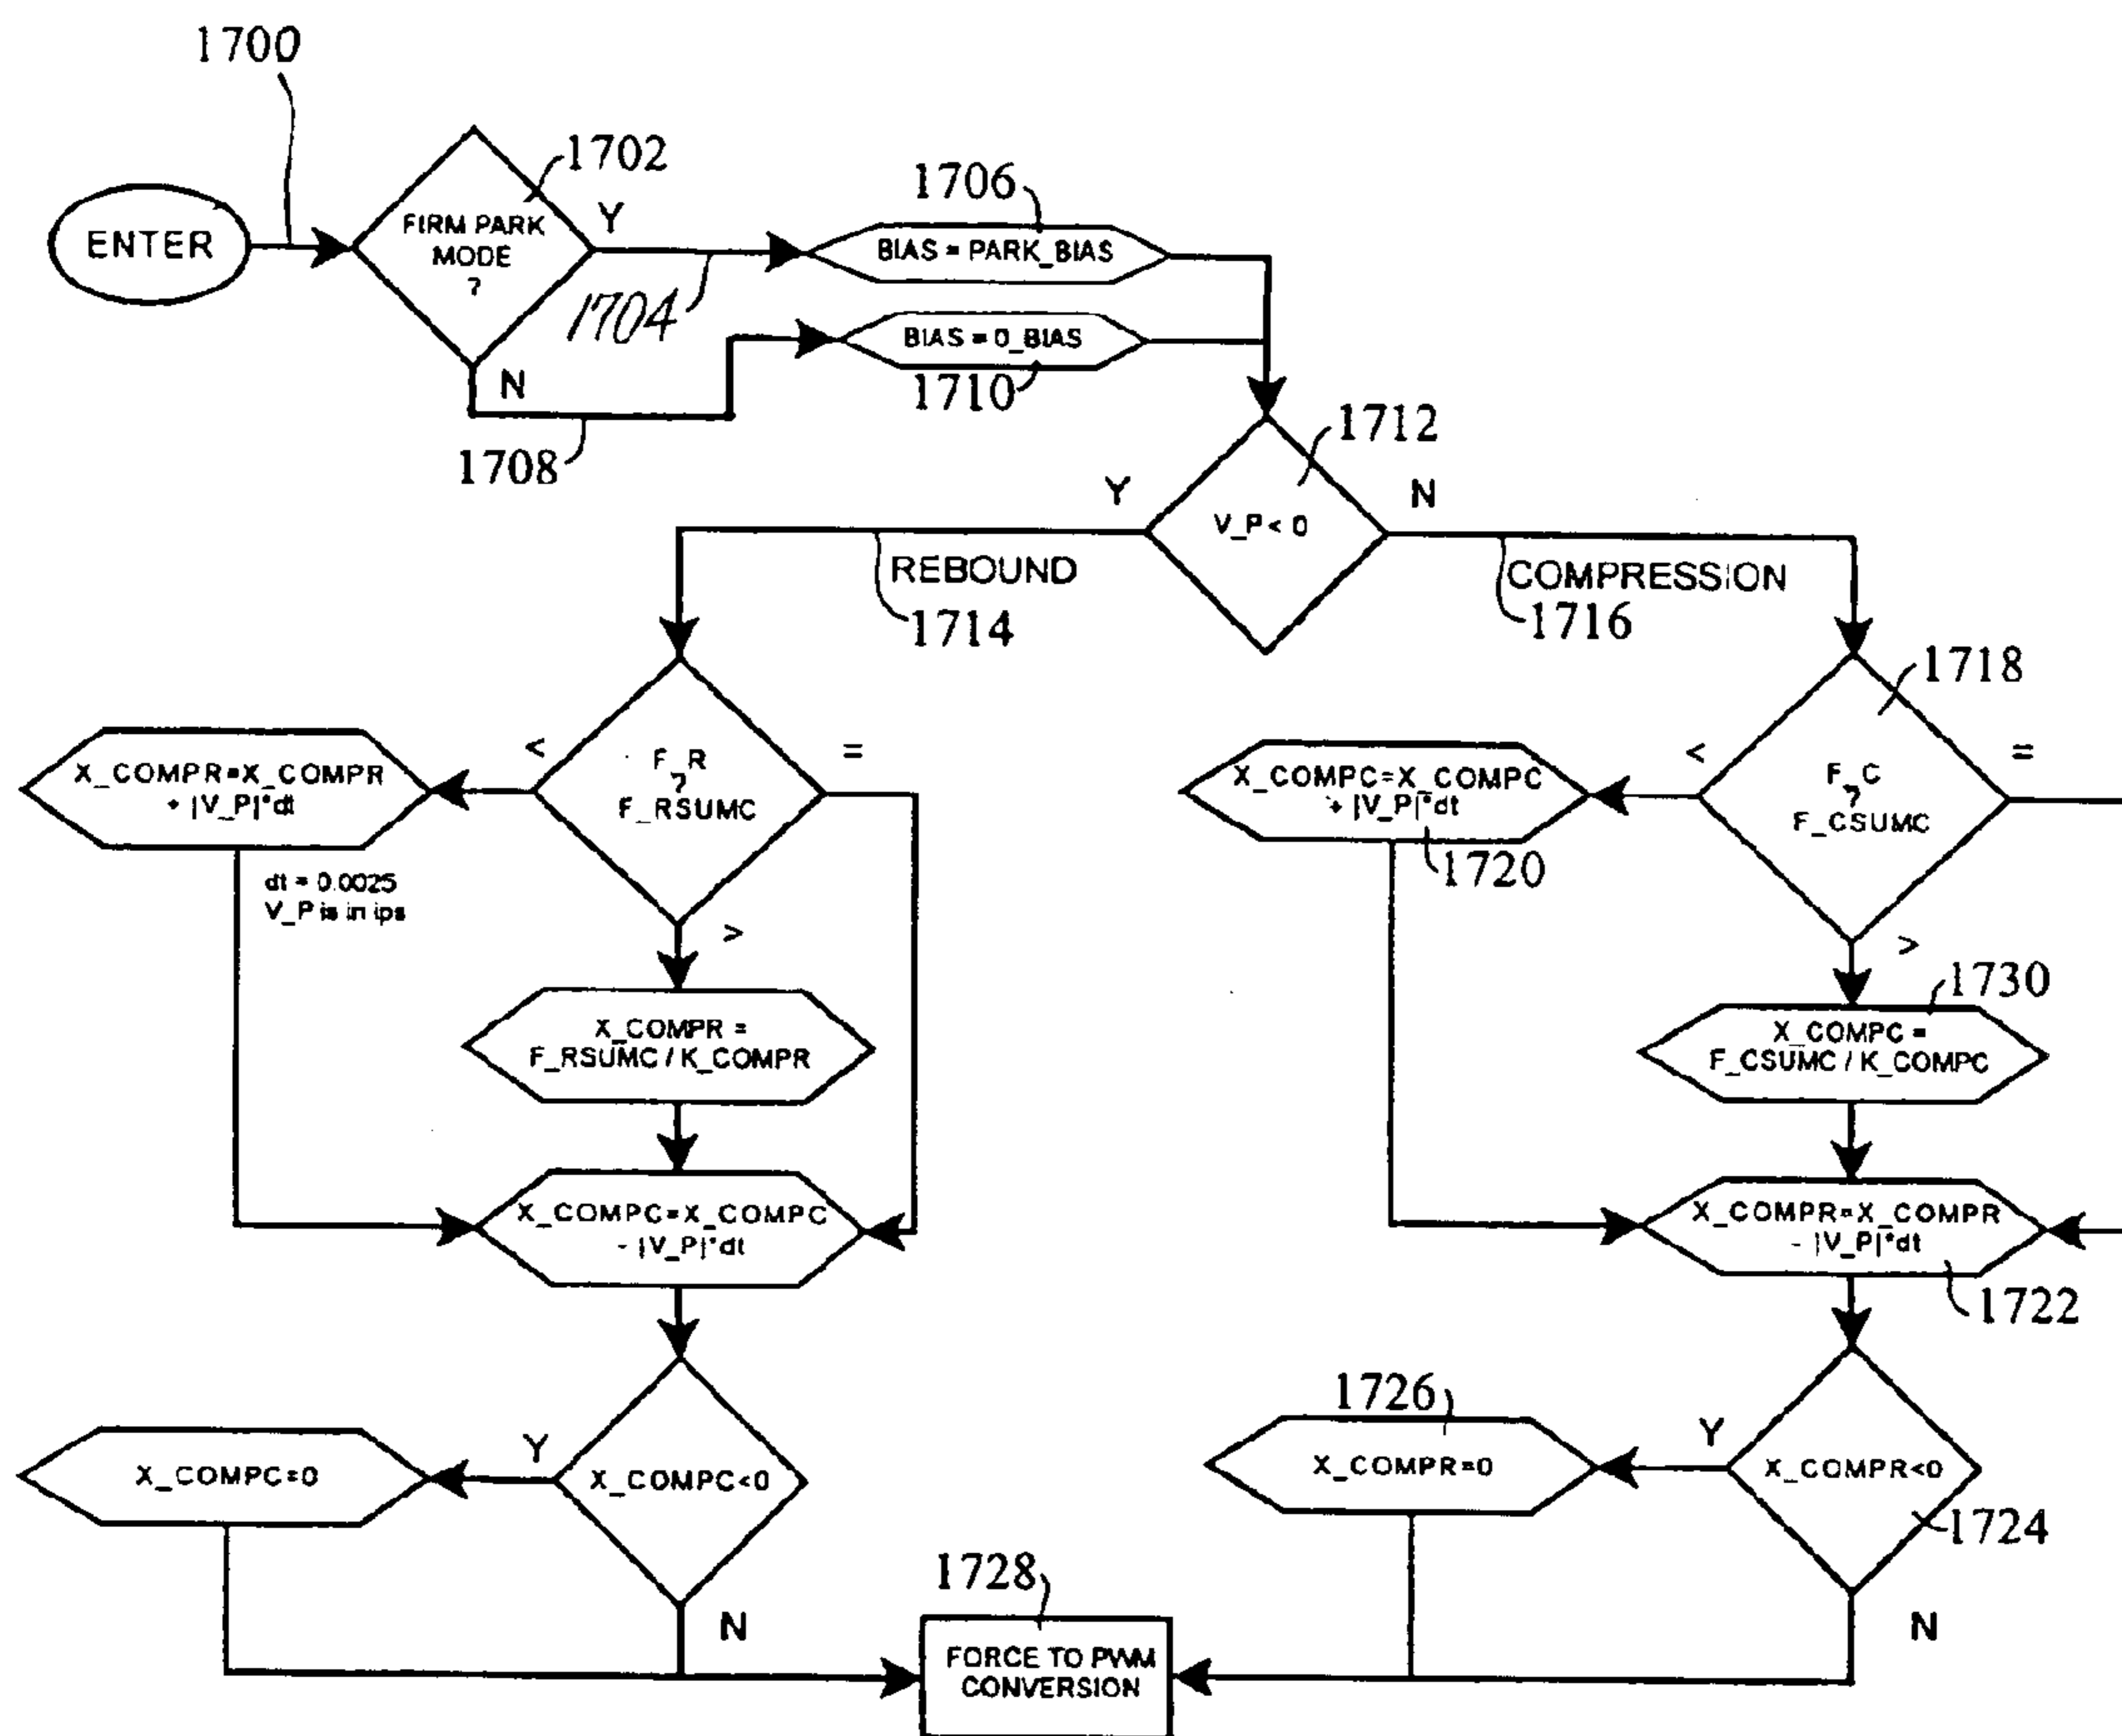 1700
1702
ENTER
FIRM PARK
MODE
?
Y
1704
1706
BIAS = PARK_BIAS
BIAS = 0_BIAS
1710
N
1708
1712
Y
N
V_P < 0
REBOUND
1714
COMPRESSION
1716
1718
<
=
F_R
?
F_RSUMC
X_COMPR=X_COMPR
+ |V_P|*dt
dt = 0.0025
V_P is in ips
>
X_COMPR =
F_RSUMC / K_COMPR
X_COMPC=X_COMPC
- |V_P|*dt
Y
X_COMPC<0
X_COMPC=0
N
<
=
F_C
?
F_CSUMC
X_COMPC=X_COMPC
+ |V_P|*dt
1720
>
1730
X_COMPC =
F_CSUMC / K_COMPC
X_COMPR=X_COMPR
- |V_P|*dt
1722
1726
Y
X_COMPR=0
X_COMPR<0
1724
N
1728
FORCE TO PWM
CONVERSION